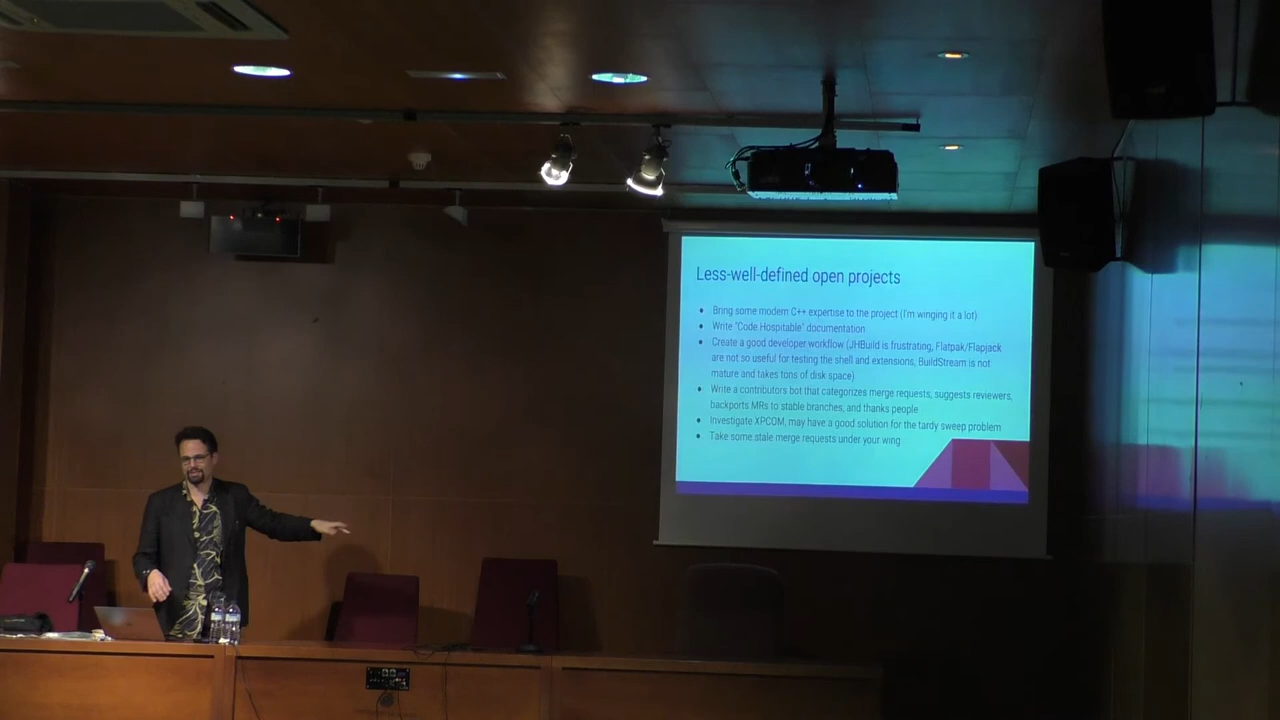 Less-well-defined open projects
● Bring some modern C++ expertise to the project (I'm winging it a lot)
● Write "Code Hospitable" documentation
● Create a good developer workflow (JHBuild is frustrating, Flatpak/Flapjack
are not so useful for testing the shell and extensions, BuildStream is not
mature and takes tons of disk space)
● Write a contributors bot that categorizes merge requests, suggests reviewers,
backports MRs to stable branches, and thanks people
● Investigate XPCOM, may have a good solution for the tardy sweep problem
● Take some stale merge requests under your wing